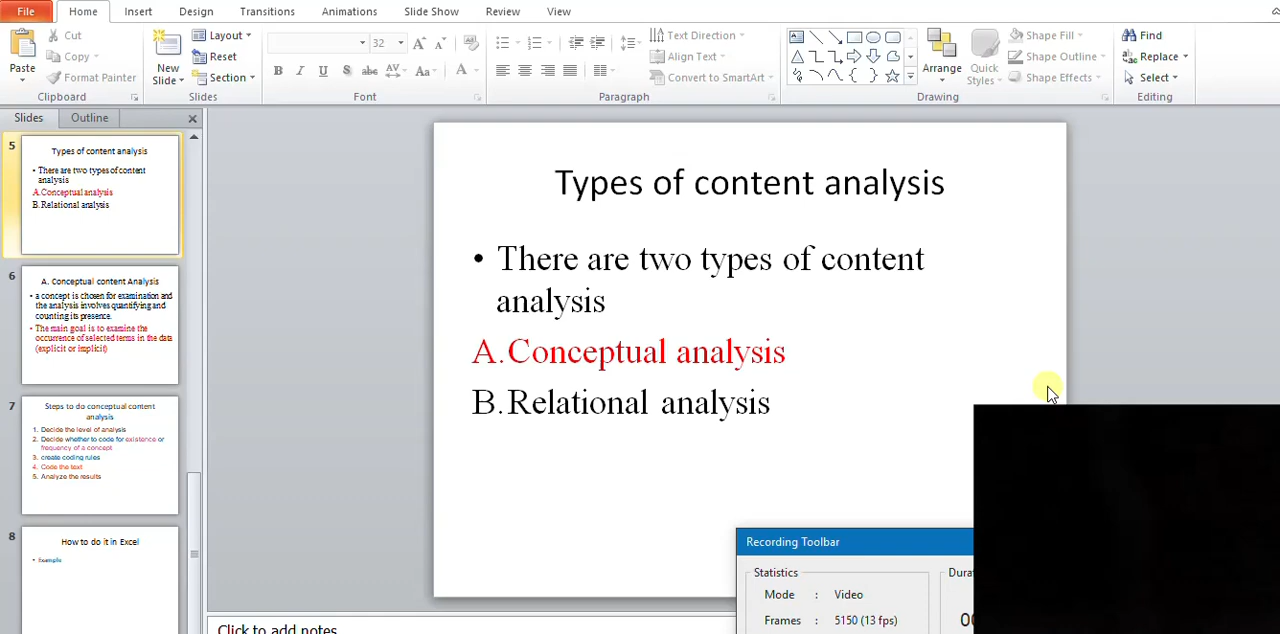 File Home Insert Design Transitions Animations Slide Show Review View
Cut
Copy
Format Painter
Paste
Clipboard
New
Slide
Layout
Reset
Section
Slides
32
B I U S abc AV Aa A
Font
Text Direction
Align Text
Convert to SmartArt
Paragraph
Arrange
Quick
Styles
Shape Fill
Shape Outline
Shape Effects
Drawing
Find
Replace
Select
Editing
Slides Outline
5
Types of content analysis
• There are two types of content
analysis
A.Conceptual analysis
B.Relational analysis
6
A. Conceptual content Analysis
• a concept is chosen for examination and
the analysis involves quantifying and
counting its presence.
• The main goal is to examine the
occurrence of selected terms in the data
(explicit or implicit)
7
Steps to do conceptual content
analysis
1. Decide the level of analysis
2. Decide whether to code for existence or
frequency of a concept
3. create coding rules
4. Code the text
5. Analyze the results
8
How to do it in Excel
• Example
Types of content analysis
• There are two types of content
analysis
A.Conceptual analysis
B.Relational analysis
Recording Toolbar
Statistics
Mode : Video
Frames : 5150 (13 fps)
Click to add notes